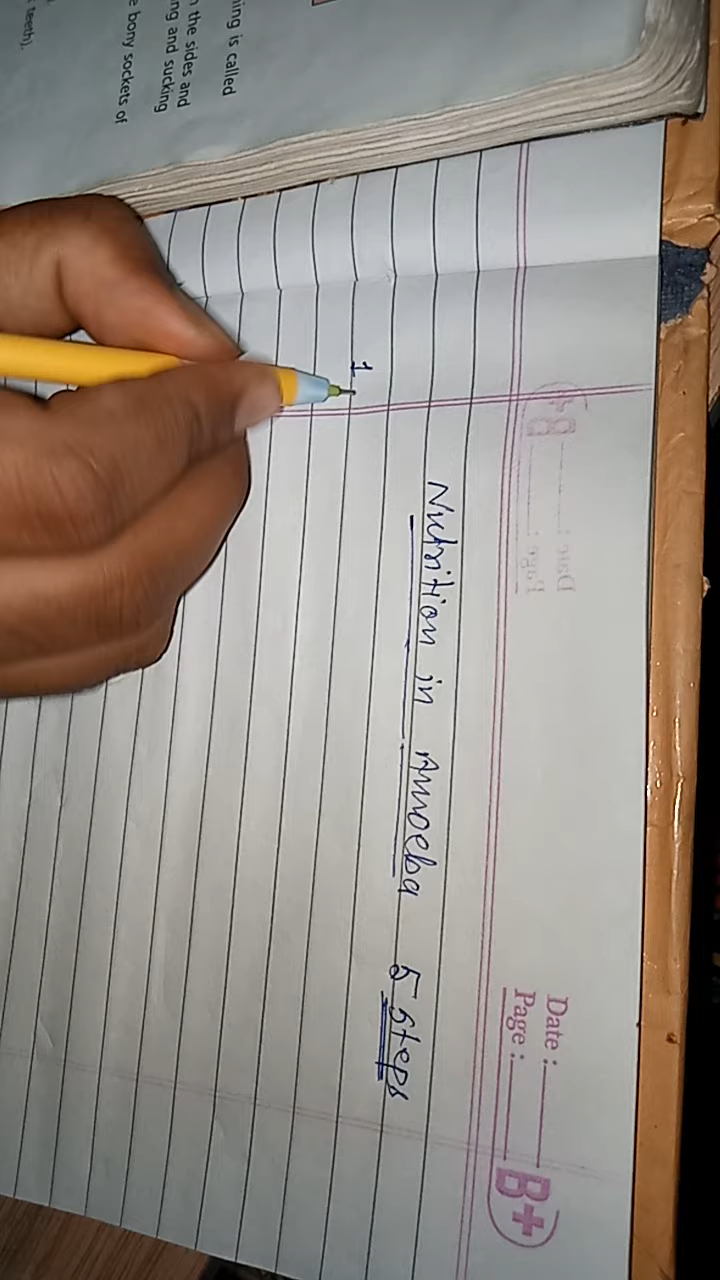 ning is called
n the sides and
ng and sucking
e bony sockets of
teeth).
Date :
Page :
B+
Nutrition in Amoeba 5 steps
1